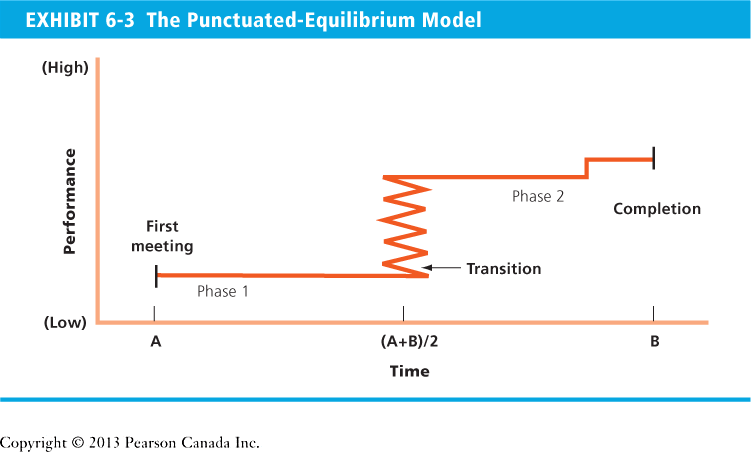 EXHIBIT 6-3 The Punctuated-Equilibrium Model
(High)
Performance
First
meeting
Phase 1
Phase 2
Completion
Transition
(Low)
A
(A+B)/2
B
Time
Copyright © 2013 Pearson Canada Inc.